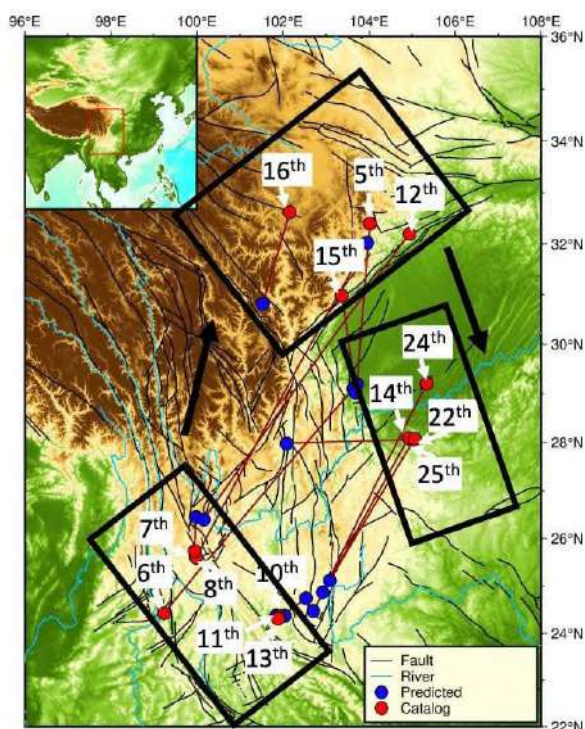 98°E 100°E 102°E 104°E 106°E 108°E
36°N
34°N
32°N
30°N
28°N
26°N
24°N
22°N
16th
5th
12th
15th
24th
14th
22th
25th
7th
6th
8th
10th
11th
13th
Fault
River
Predicted
Catalog